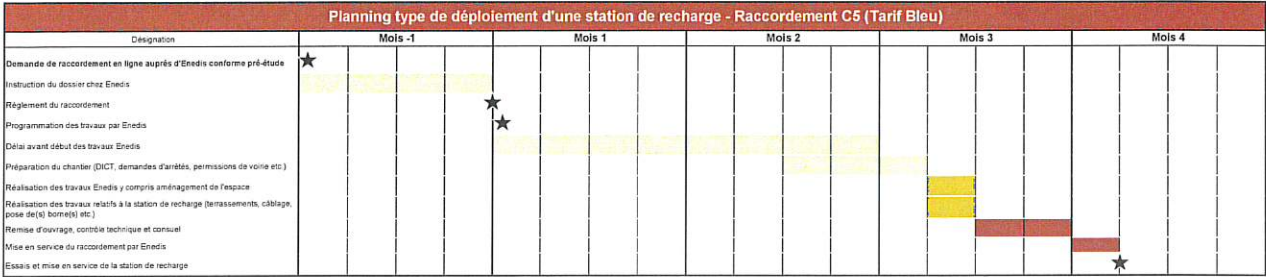 Planning type de déploiement d'une station de recharge - Raccordement C5 (Tarif Bleu)
Désignation
Mois -1
Mois 1
Mois 2
Mois 3
Mois 4
Demande de raccordement en ligne auprès d'Enedis conforme pré-étude
Instruction du dossier chez Enedis
Règlement du raccordement
Programmation des travaux par Enedis
Délai avant début des travaux Enedis
Préparation du chantier (DICT, demandes d'arrêtés, permissions de voirie etc.)
Réalisation des travaux Enedis y compris aménagement de l'espace
Réalisation des travaux relatifs à la station de recharge (terrassements, câblage,
pose de(s) borne(s) etc.)
Remise d'ouvrage, contrôle technique et consuel
Mise en service du raccordement par Enedis
Essais et mise en service de la station de recharge